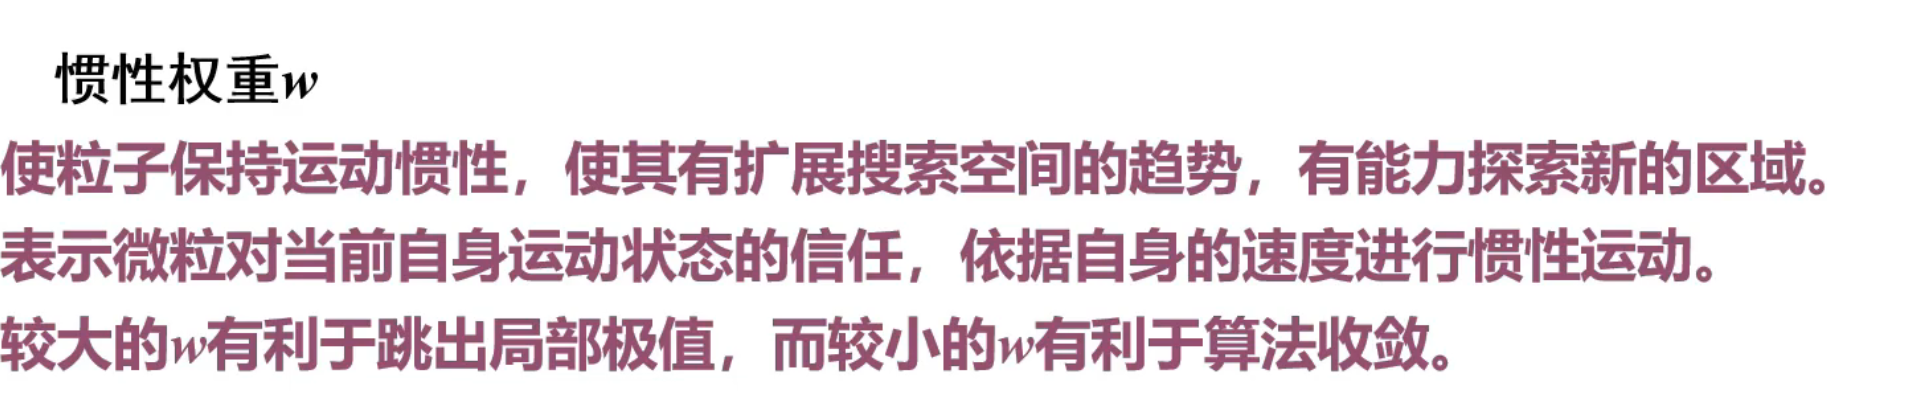 惯性权重w
使粒子保持运动惯性，使其有扩展搜索空间的趋势，有能力探索新的区域。
表示微粒对当前自身运动状态的信任，依据自身的速度进行惯性运动。
较大的w有利于跳出局部极值，而较小的w有利于算法收敛。